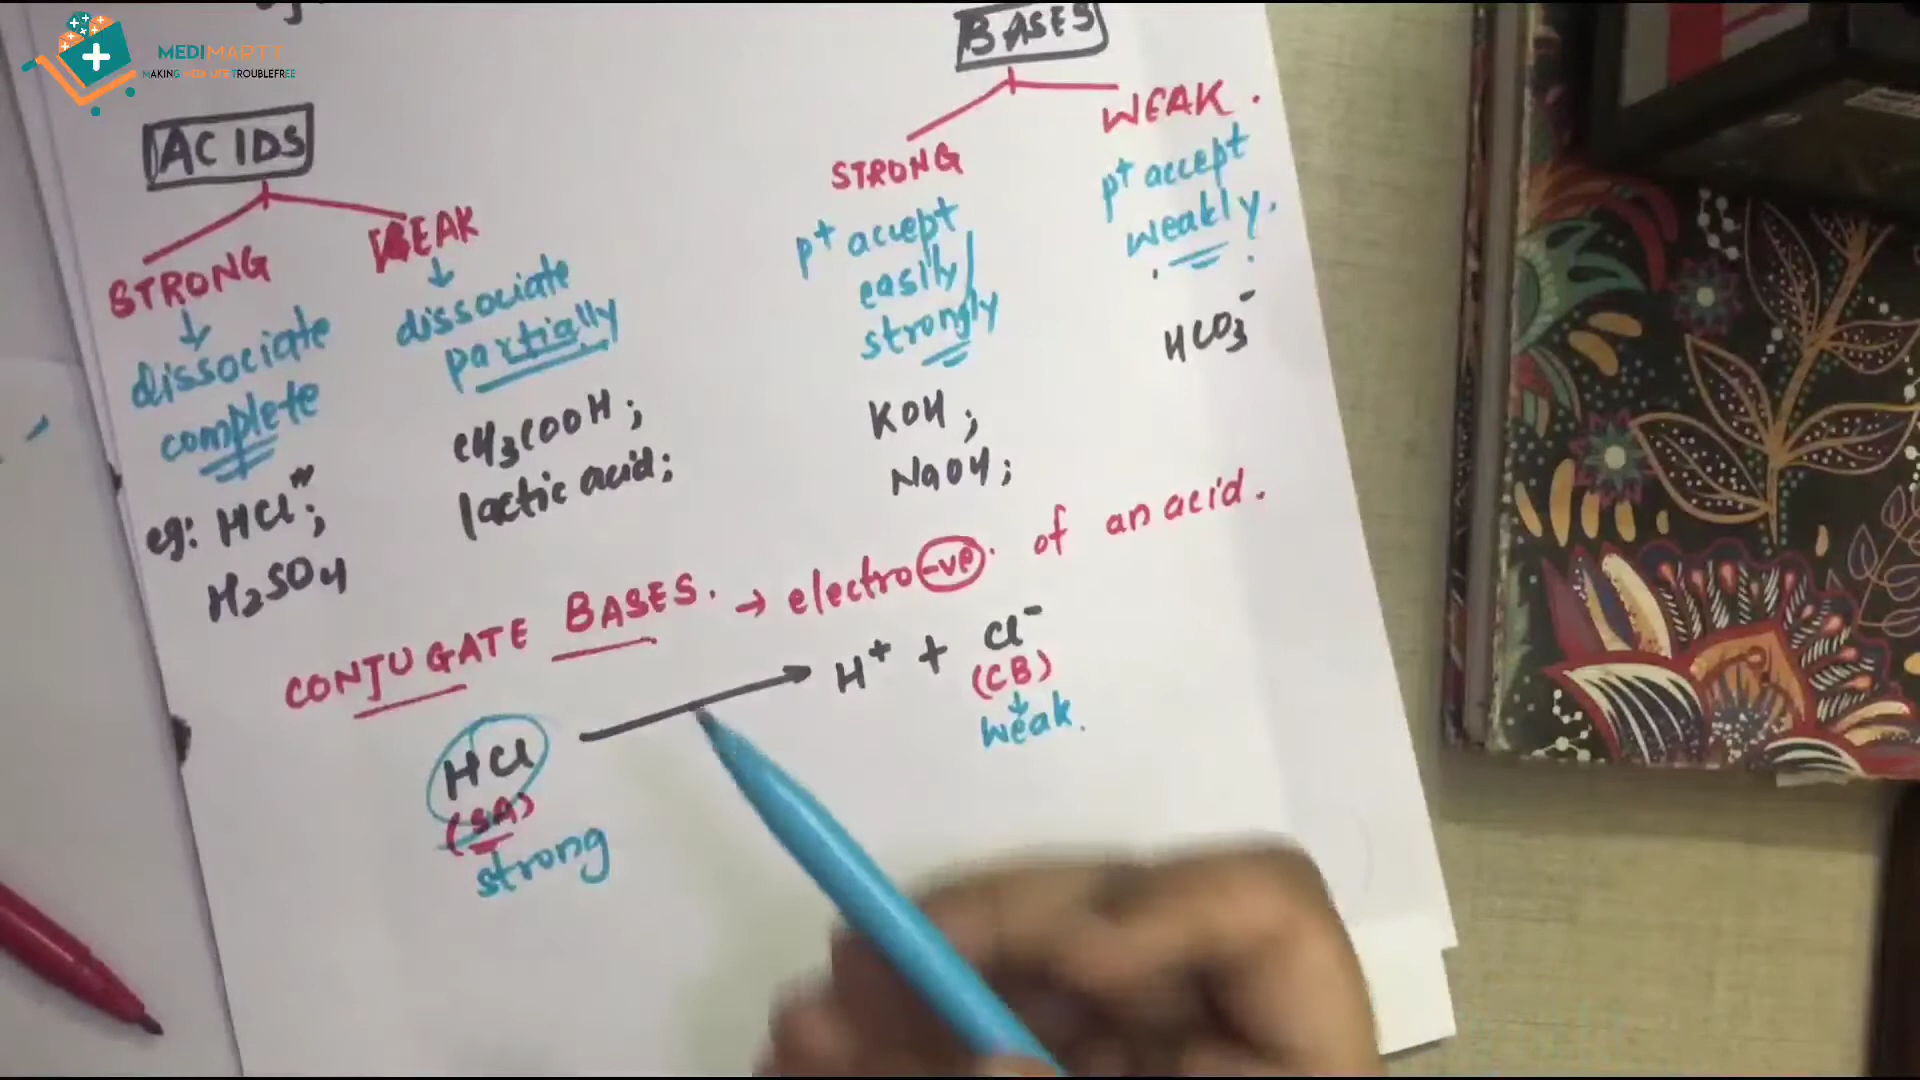 MEDIMARTT
MAKING YOUR LIFE TROUBLEFREE
BASES
STRONG
WEAK.
p+ accept
easily/
strongly
p+ accept
weakly.
KOH;
NaOH;
HCO3-
ACIDS
STRONG
WEAK
↓
dissociate
complete
↓
dissociate
partially
eg: HCl;
H2SO4
CH3COOH;
lactic acid;
CONJUGATE BASES. → electro -ve. of an acid.
HCl → H+ + Cl-
(SA)
strong
(CB)
↓
weak.